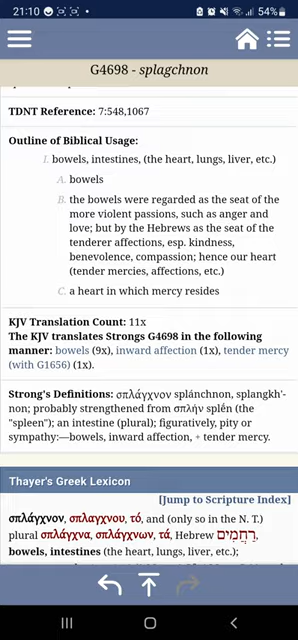 21:10
54%
G4698 - splagchnon
TDNT Reference: 7:548,1067
Outline of Biblical Usage:
I. bowels, intestines, (the heart, lungs, liver, etc.)
A. bowels
B. the bowels were regarded as the seat of the
more violent passions, such as anger and
love; but by the Hebrews as the seat of the
tenderer affections, esp. kindness,
benevolence, compassion; hence our heart
(tender mercies, affections, etc.)
C. a heart in which mercy resides
KJV Translation Count: 11x
The KJV translates Strongs G4698 in the following
manner: bowels (9x), inward affection (1x), tender mercy
(with G1656) (1x).
Strong's Definitions: σπλάγχνον splánchnon, splangkh'-
non; probably strengthened from σπλήν splḗn (the
"spleen"); an intestine (plural); figuratively, pity or
sympathy:—bowels, inward affection, + tender mercy.
Thayer's Greek Lexicon
[Jump to Scripture Index]
σπλάγχνον, σπλαγχνου, τό, and (only so in the N. T.)
plural σπλάγχνα, σπλάγχνων, τά, Hebrew רַחֲמִים,
bowels, intestines (the heart, lungs, liver, etc.);